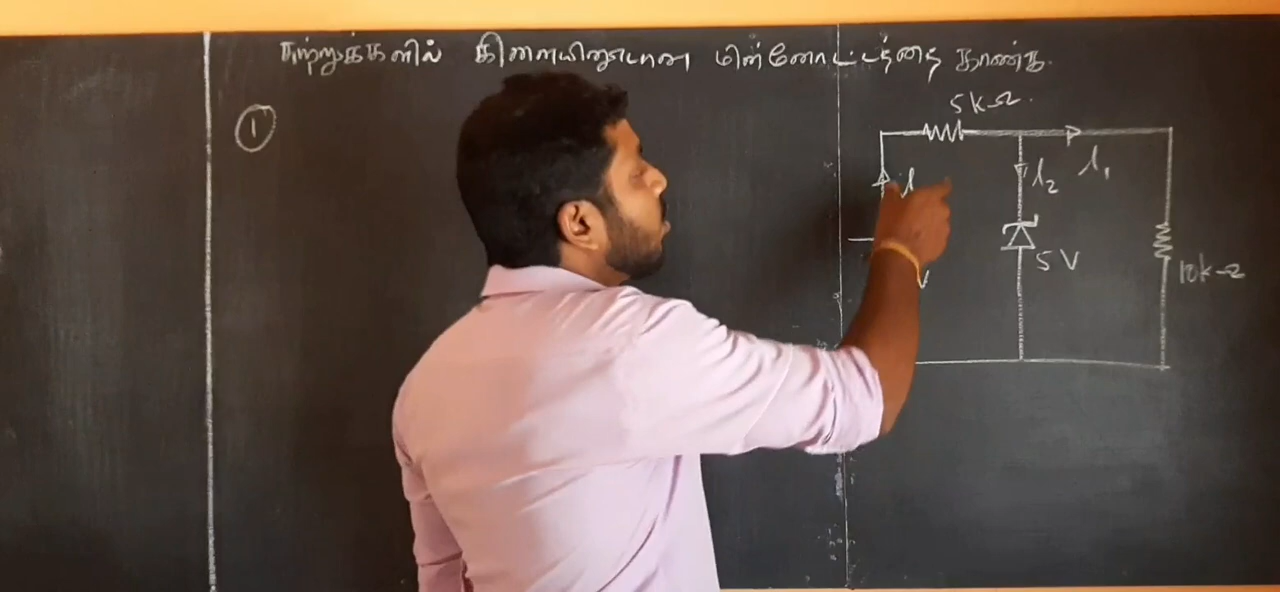 சுற்றுக்களில் கிளையினூடான மின்னோட்டத்தை காண்க.
1
5kΩ.
I
I₂
I₁
5V
10kΩ
V